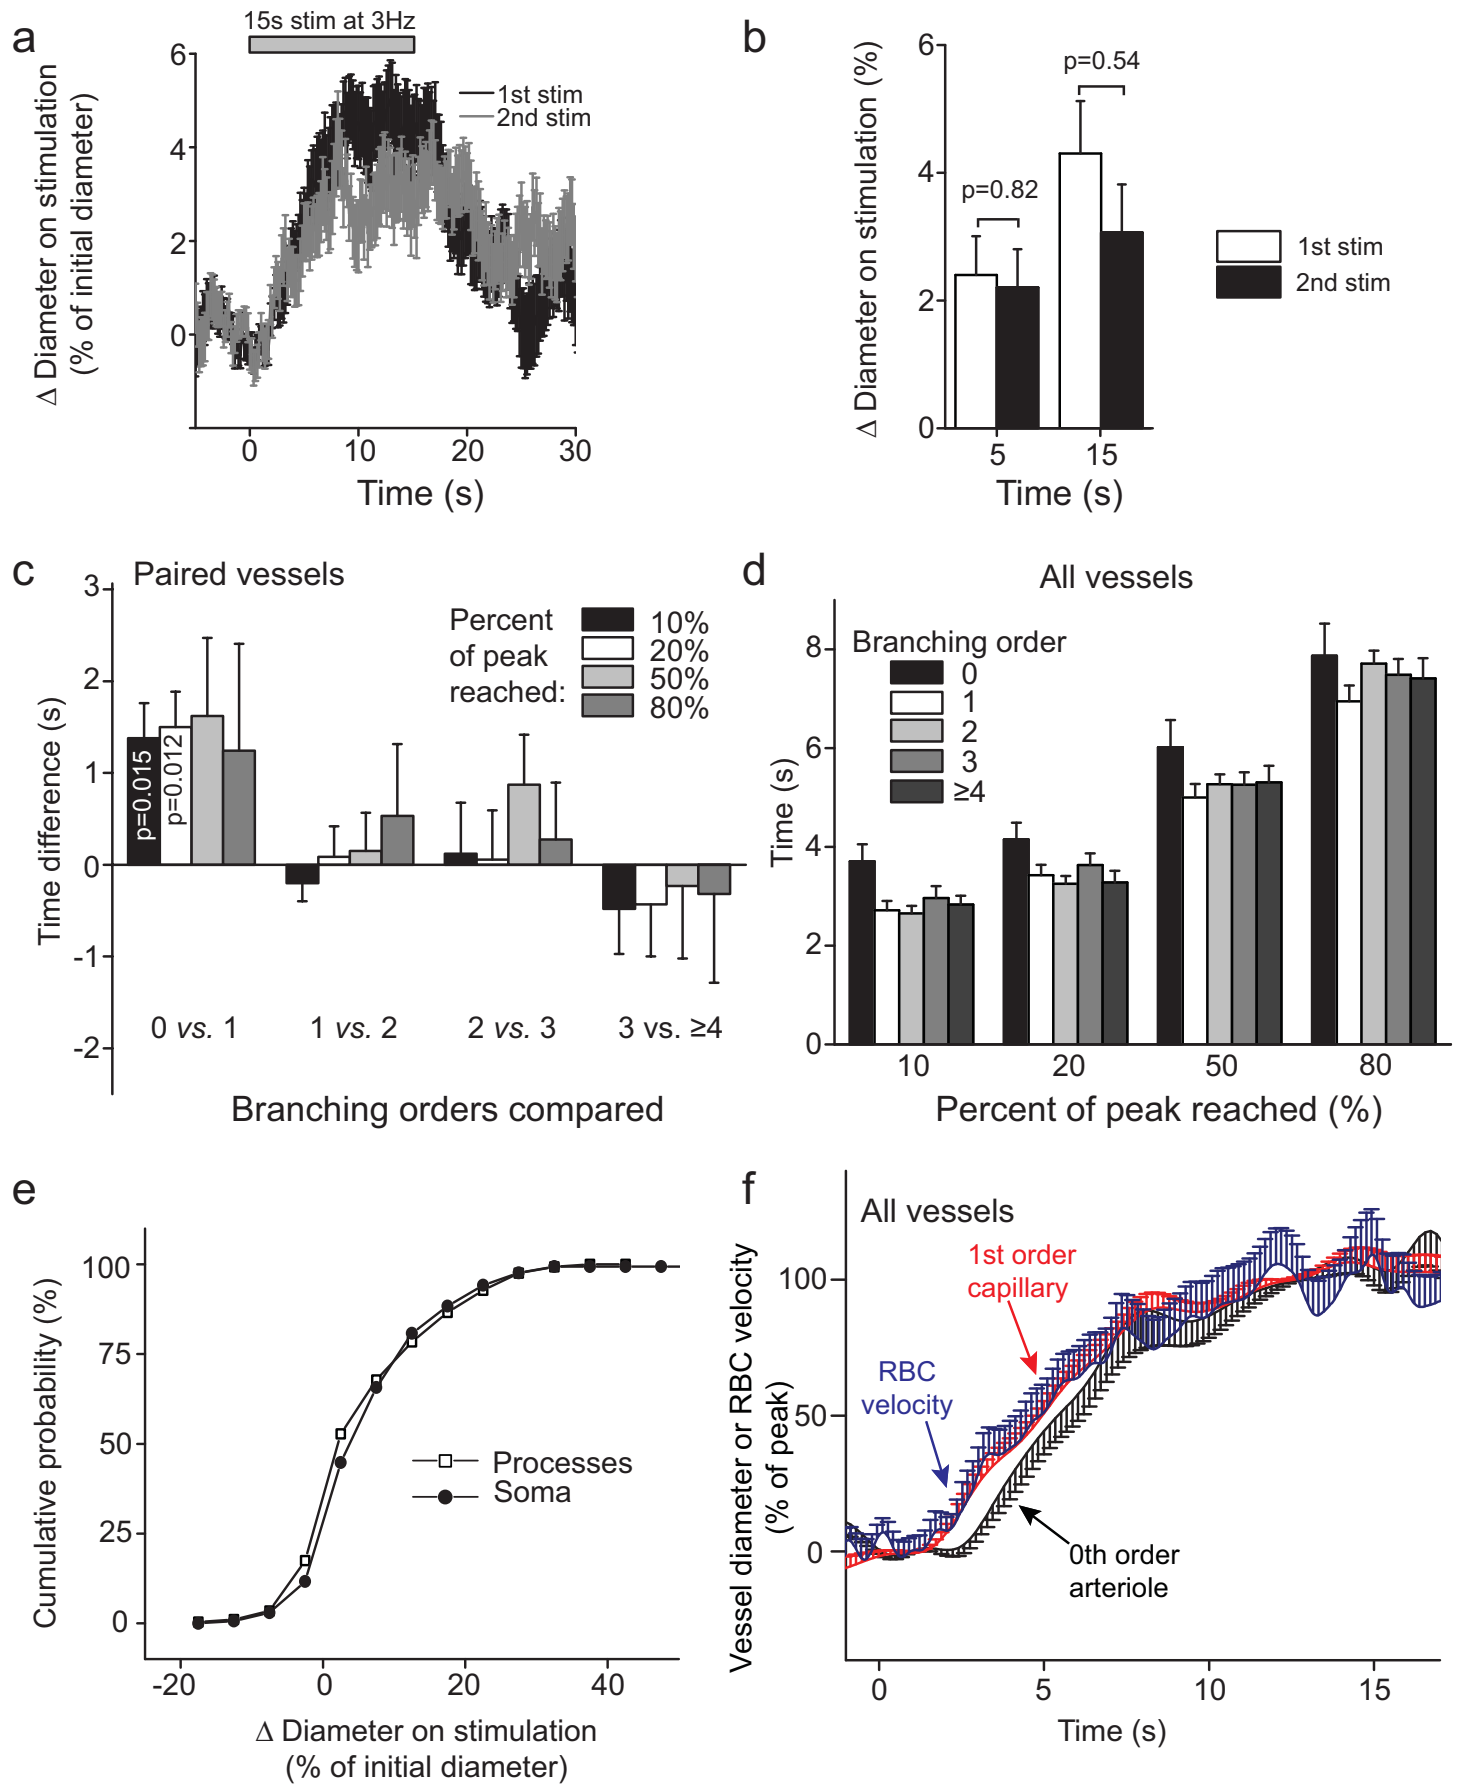 a
15s stim at 3Hz
6
4
2
0
0
10
20
30
Δ Diameter on stimulation
(% of initial diameter)
Time (s)
1st stim
2nd stim
b
6
4
2
0
Δ Diameter on stimulation (%)
p=0.82
p=0.54
5
15
Time (s)
1st stim
2nd stim
c
Paired vessels
3
2
1
0
-1
-2
Time difference (s)
Percent
of peak
reached:
10%
20%
50%
80%
p=0.015
p=0.012
0 vs. 1
1 vs. 2
2 vs. 3
3 vs. ≥4
Branching orders compared
d
All vessels
Branching order
0
1
2
3
≥4
8
6
4
2
0
Time (s)
10
20
50
80
Percent of peak reached (%)
e
100
75
50
25
0
Cumulative probability (%)
Processes
Soma
-20
0
20
40
Δ Diameter on stimulation
(% of initial diameter)
f
All vessels
1st order
capillary
RBC
velocity
0th order
arteriole
100
50
0
Vessel diameter or RBC velocity
(% of peak)
0
5
10
15
Time (s)